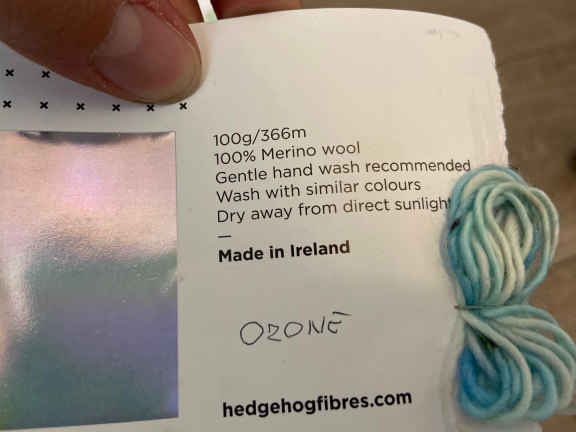 100g/366m
100% Merino wool
Gentle hand wash recommended
Wash with similar colours
Dry away from direct sunlight
—
Made in Ireland
OZONE
hedgehogfibres.com